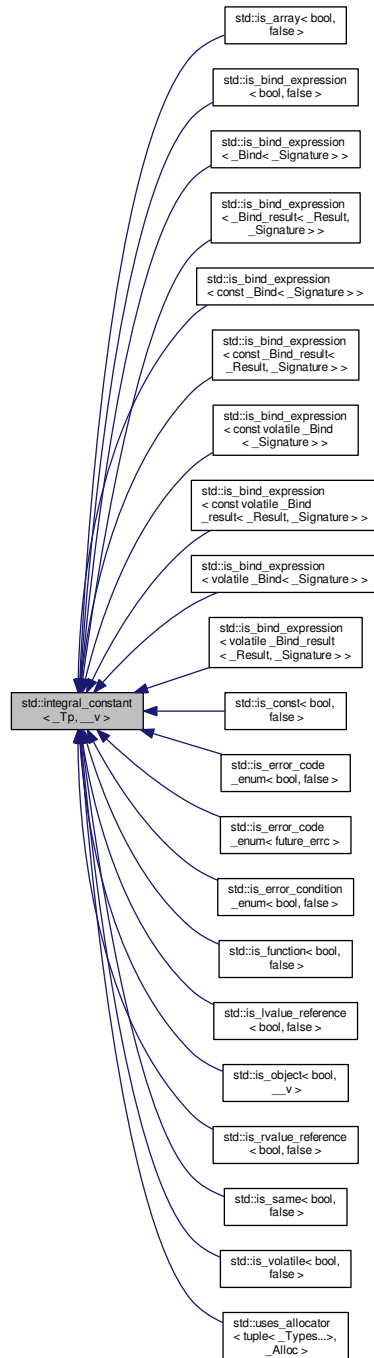 std::is_array< bool,
false >
std::is_bind_expression
< bool, false >
std::is_bind_expression
< _Bind< _Signature > >
std::is_bind_expression
< _Bind_result< _Result,
_Signature > >
std::is_bind_expression
< const _Bind< _Signature > >
std::is_bind_expression
< const _Bind_result<
_Result, _Signature > >
std::is_bind_expression
< const volatile _Bind
< _Signature > >
std::is_bind_expression
< const volatile _Bind
_result< _Result, _Signature > >
std::is_bind_expression
< volatile _Bind< _Signature > >
std::is_bind_expression
< volatile _Bind_result
< _Result, _Signature > >
std::integral_constant
< _Tp, __v >
std::is_const< bool,
false >
std::is_error_code
_enum< bool, false >
std::is_error_code
_enum< future_errc >
std::is_error_condition
_enum< bool, false >
std::is_function< bool,
false >
std::is_lvalue_reference
< bool, false >
std::is_object< bool,
__v >
std::is_rvalue_reference
< bool, false >
std::is_same< bool,
false >
std::is_volatile< bool,
false >
std::uses_allocator
< tuple< _Types...>,
_Alloc >